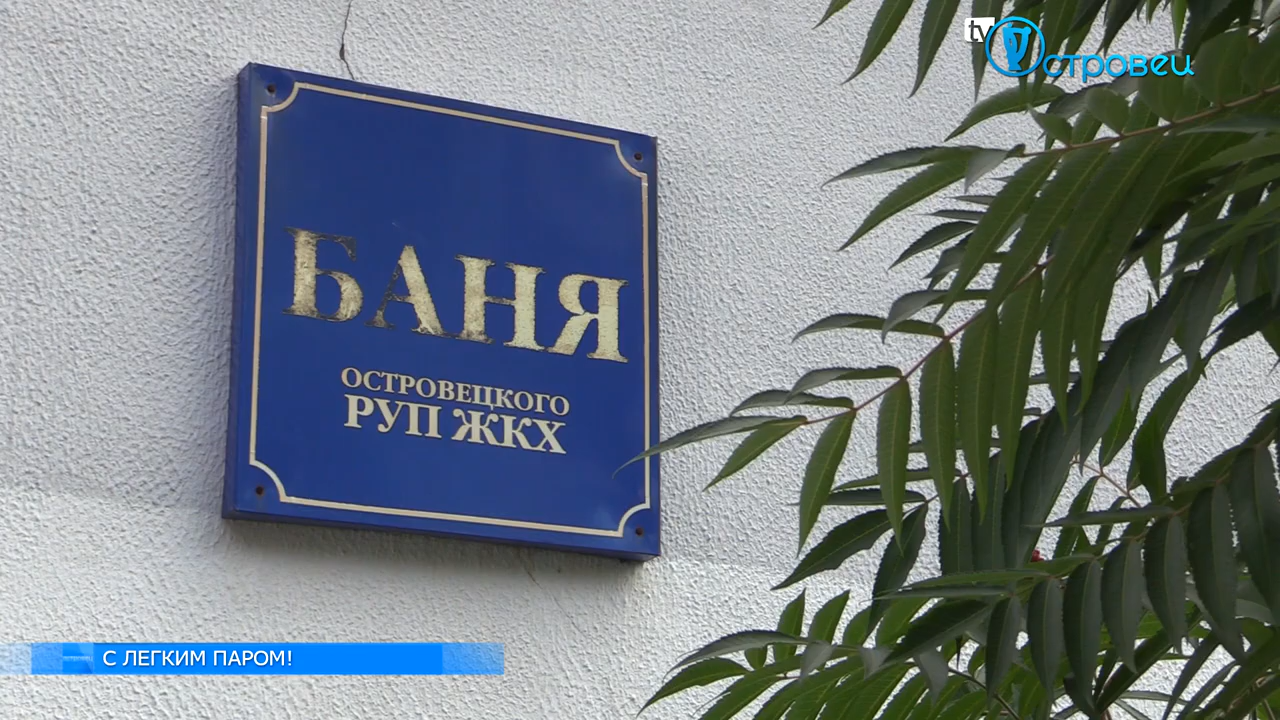 tv
Островец
БАНЯ
ОСТРОВЕЦКОГО
РУП ЖКХ
С ЛЕГКИМ ПАРОМ!